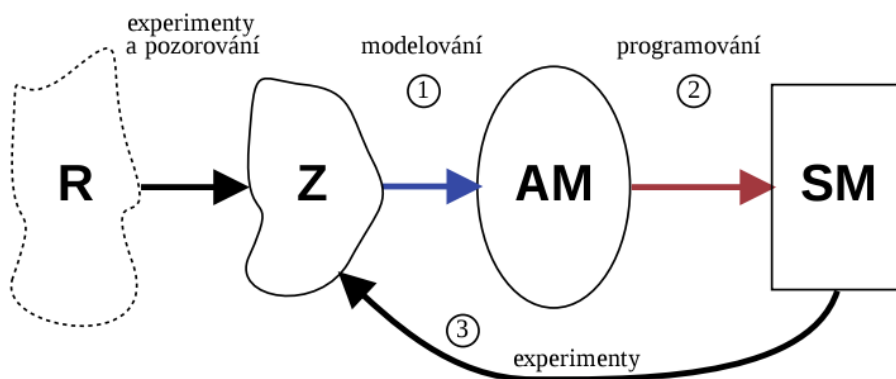 experimenty
a pozorování
modelování
programování
1
2
R
Z
AM
SM
3
experimenty